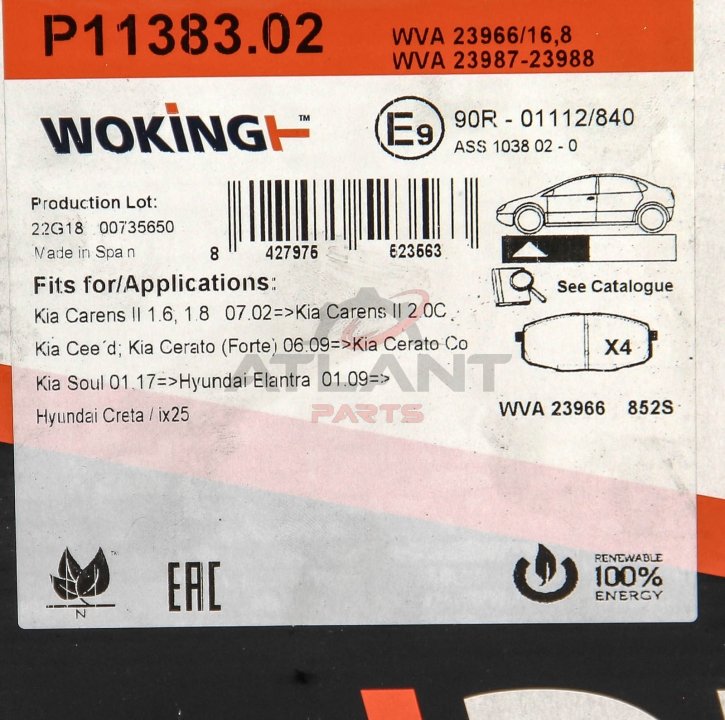 P11383.02
WVA 23966/16,8
WVA 23987-23988
WOKING™
E9
90R - 01112/840
ASS 1038 02 - 0
Production Lot:
22G18 00735650
Made in Spain
8 427975 623563
Fits for/Applications:
See Catalogue
Kia Carens II 1.6, 1.8 07.02=>Kia Carens II 2.0C
Kia Cee'd; Kia Cerato (Forte) 06.09=>Kia Cerato Co
X4
Kia Soul 01.17=>Hyundai Elantra 01.09=>
Hyundai Creta / ix25
WVA 23966 852S
ATLANT
PARTS
N
EAC
RENEWABLE
100%
ENERGY